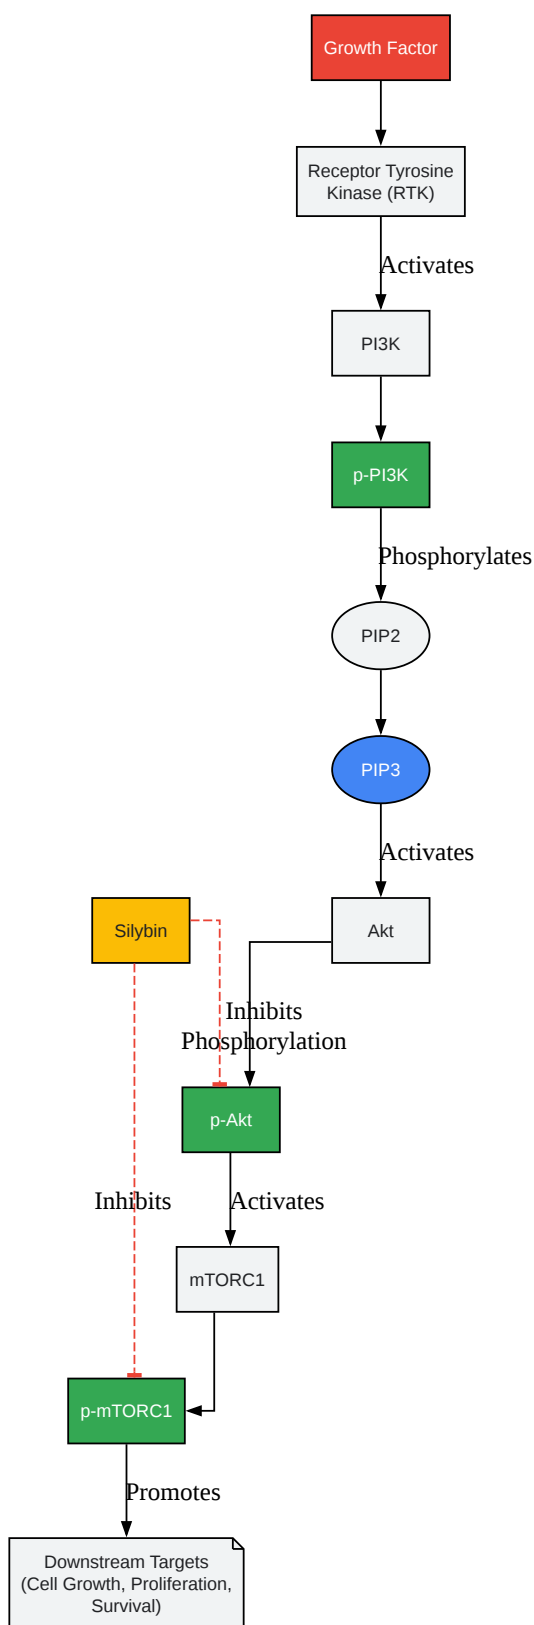 Growth Factor
Receptor Tyrosine
Kinase (RTK)
Activates
PI3K
p-PI3K
Phosphorylates
PIP2
PIP3
Activates
Silybin
Akt
Inhibits
Phosphorylation
p-Akt
Inhibits
Activates
mTORC1
p-mTORC1
Promotes
Downstream Targets
(Cell Growth, Proliferation,
Survival)